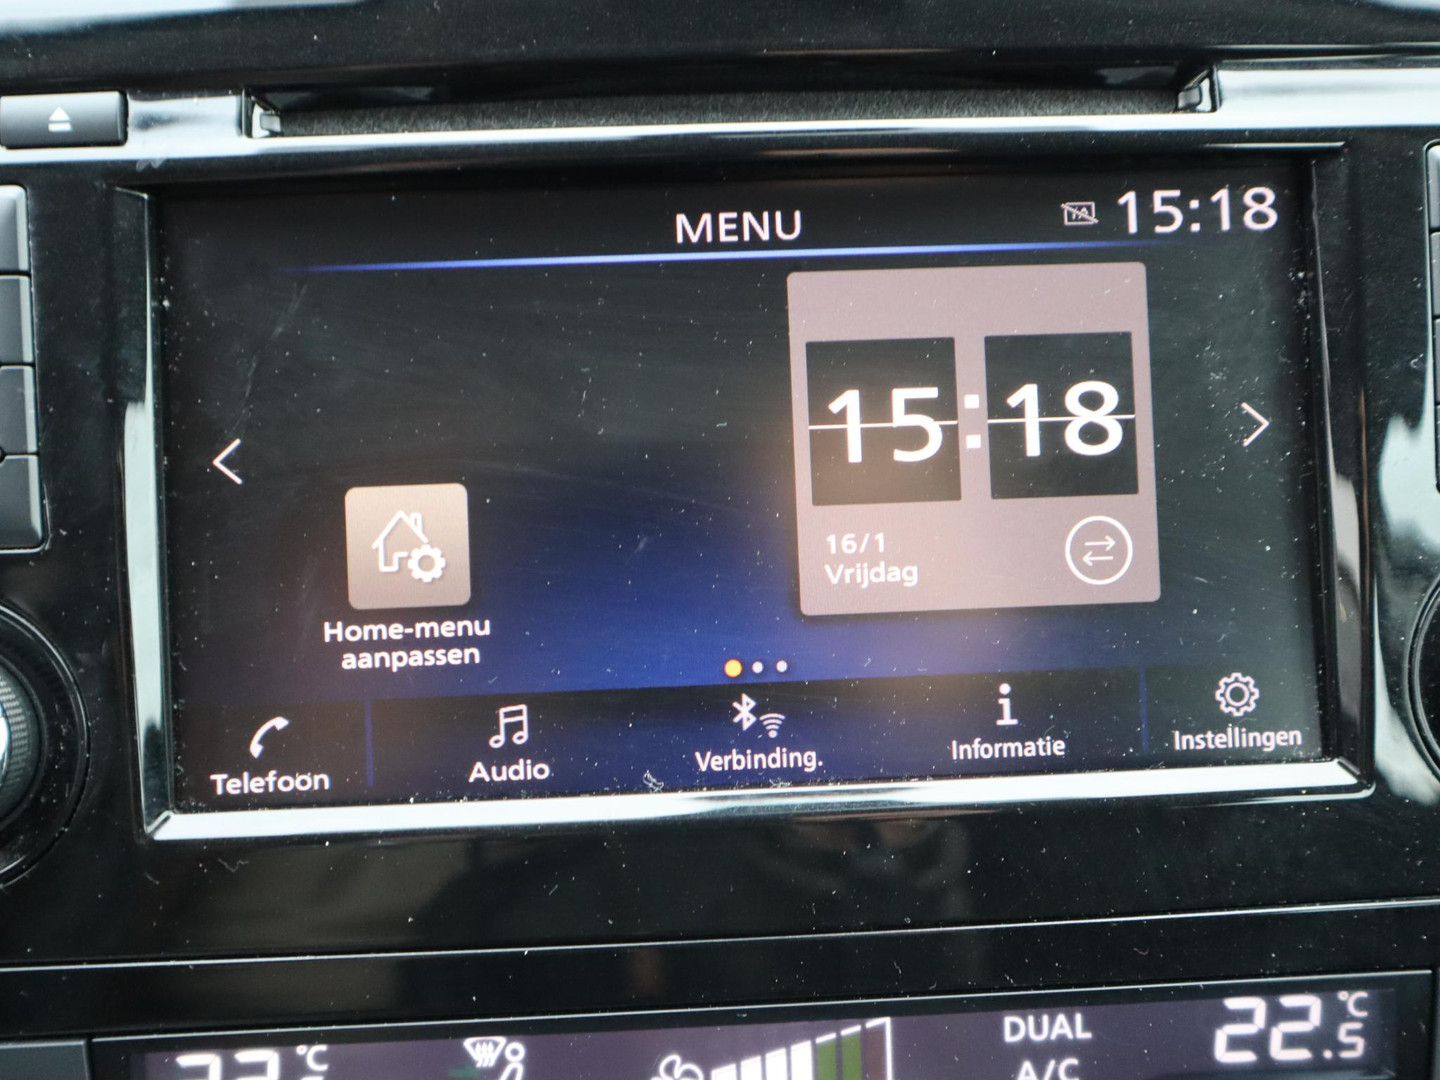 MENU
TA 15:18
15:18
16/1
Vrijdag
Home-menu
aanpassen
Telefoon
Audio
Verbinding.
Informatie
Instellingen
°C
DUAL
A/C
22.5 °C